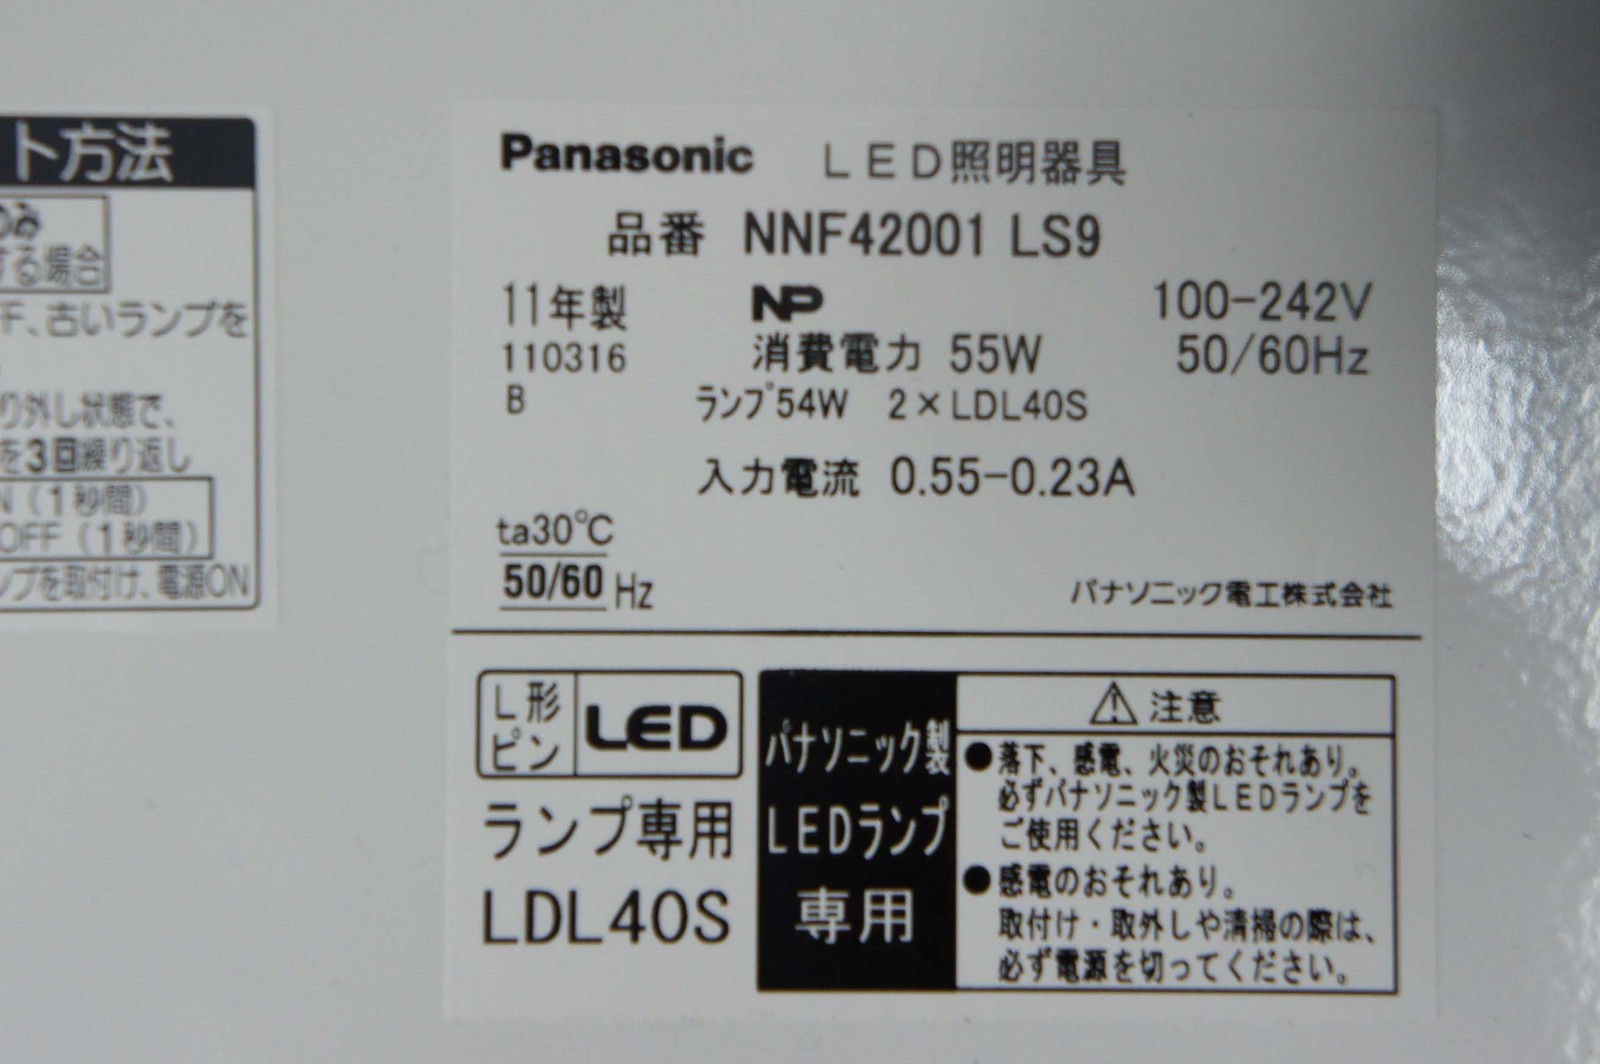 ト方法
のみ
する場合
F、古いランプを
り外し状態で、
を3回繰り返し
N（1秒間）
OFF（1秒間）
ンプを取付け、電源ON
Panasonic LED照明器具
品番 NNF42001 LS9
11年製 NP 100-242V
110316 消費電力 55W 50/60Hz
B ランプ54W 2×LDL40S
入力電流 0.55-0.23A
ta30℃
50/60 Hz
パナソニック電工株式会社
L形
ピン
LED
ランプ専用
LDL40S
パナソニック製
LEDランプ
専用
⚠注意
●落下、感電、火災のおそれあり。
必ずパナソニック製LEDランプを
ご使用ください。
●感電のおそれあり。
取付け・取外しや清掃の際は、
必ず電源を切ってください。